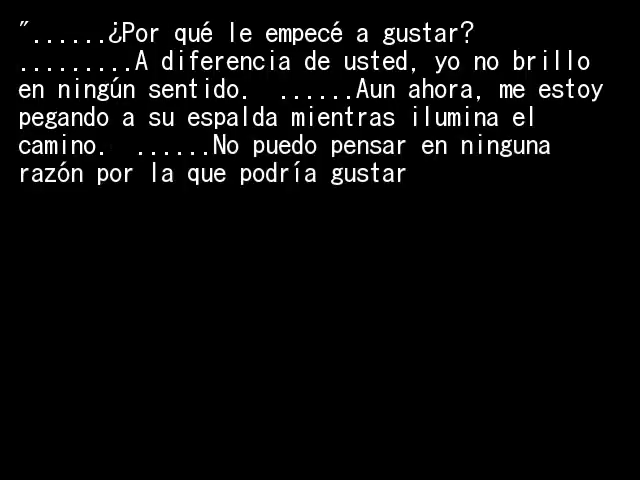 "......¿Por qué le empecé a gustar?
.........A diferencia de usted, yo no brillo
en ningún sentido.  ......Aun ahora, me estoy
pegando a su espalda mientras ilumina el
camino.  ......No puedo pensar en ninguna
razón por la que podría gustar